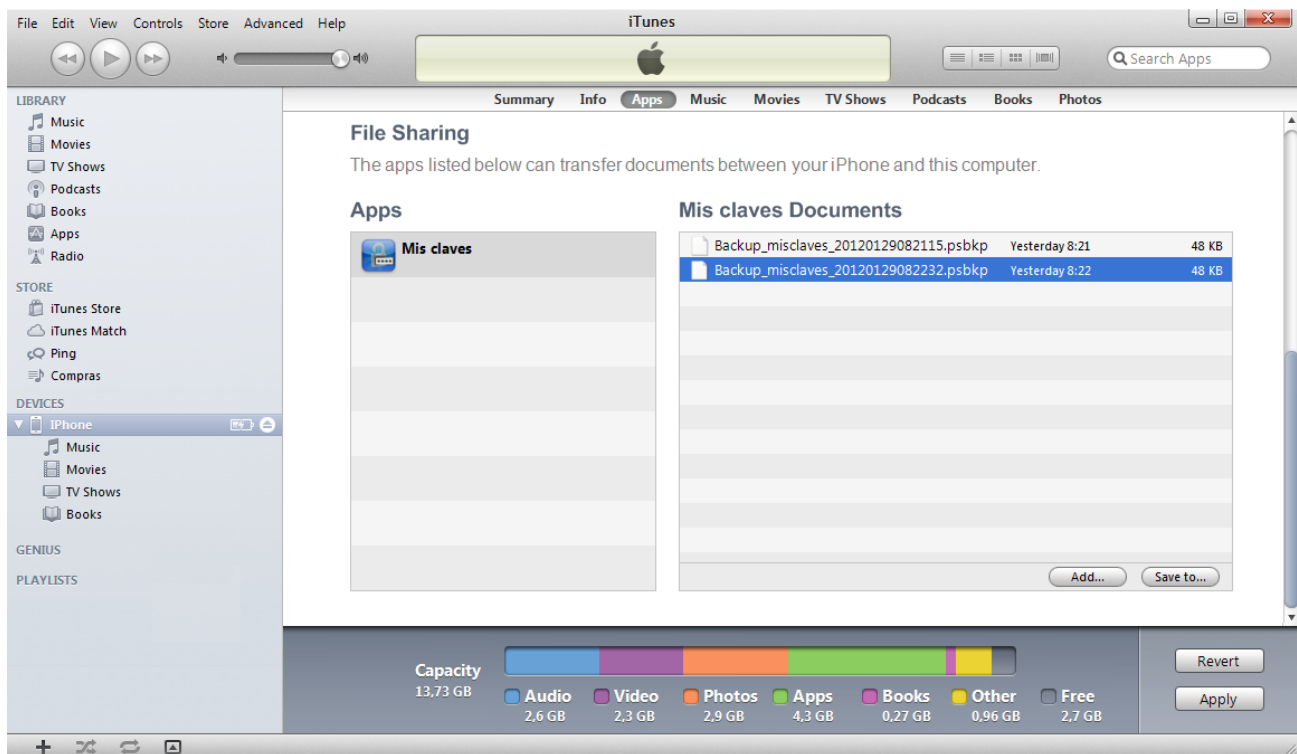 File Edit View Controls Store Advanced Help
iTunes
Search Apps
LIBRARY
Music
Movies
TV Shows
Podcasts
Books
Apps
Radio
STORE
iTunes Store
iTunes Match
Ping
Compras
DEVICES
IPhone
Music
Movies
TV Shows
Books
GENIUS
PLAYLISTS
Summary Info Apps Music Movies TV Shows Podcasts Books Photos
File Sharing
The apps listed below can transfer documents between your iPhone and this computer.
Apps
Mis claves
Mis claves Documents
Backup_misclaves_20120129082115.psbkp Yesterday 8:21 48 KB
Backup_misclaves_20120129082232.psbkp Yesterday 8:22 48 KB
Add... Save to...
Capacity
13,73 GB
Audio Video Photos Apps Books Other Free
2,6 GB 2,3 GB 2,9 GB 4,3 GB 0,27 GB 0,96 GB 2,7 GB
Revert
Apply